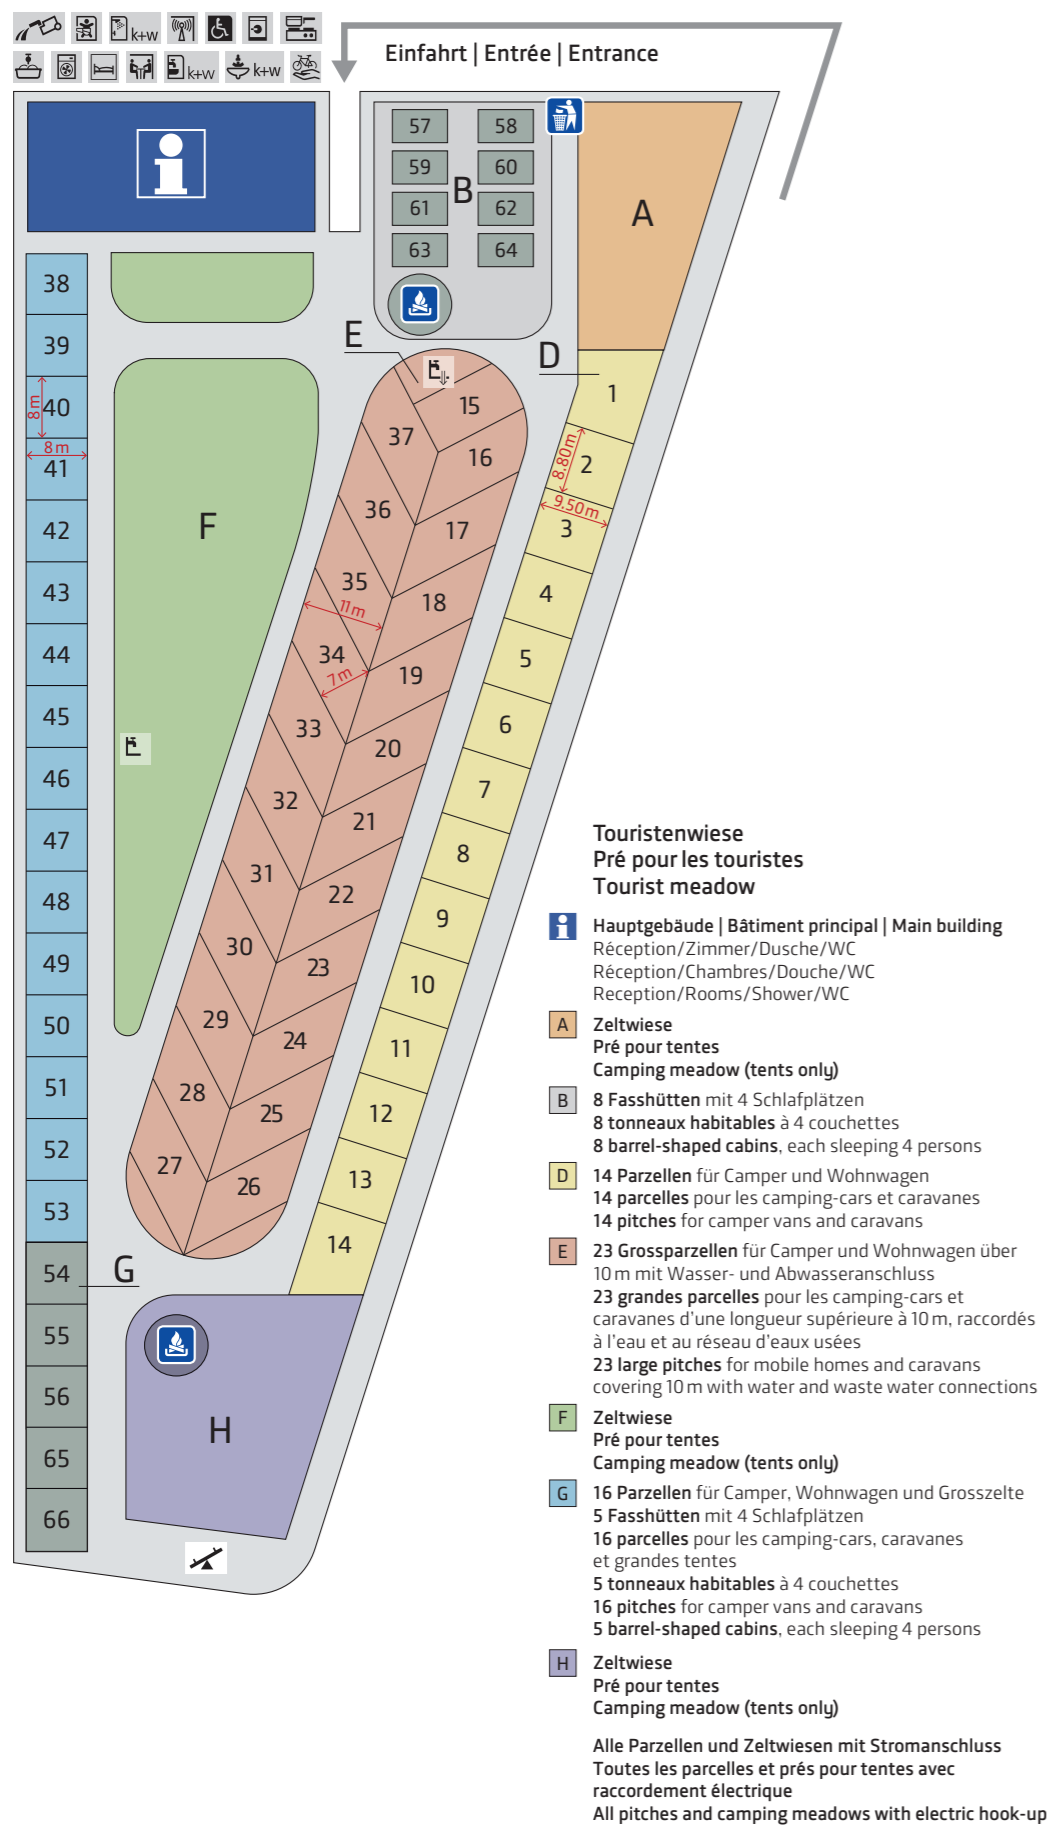 k+w
k+w
k+w
Einfahrt | Entrée | Entrance
57
58
59
60
B
61
62
63
64
A
38
39
40
8m
8m
41
42
43
44
45
46
47
48
49
50
51
52
53
54
G
55
56
65
66
F
E
D
15
37
16
36
17
35
18
11m
34
19
7m
33
20
32
21
31
22
30
23
29
24
28
25
27
26
1
2
8.80m
9.50m
3
4
5
6
7
8
9
10
11
12
13
14
H
Touristenwiese
Pré pour les touristes
Tourist meadow
Hauptgebäude | Bâtiment principal | Main building
Réception/Zimmer/Dusche/WC
Réception/Chambres/Douche/WC
Reception/Rooms/Shower/WC
A Zeltwiese
Pré pour tentes
Camping meadow (tents only)
B 8 Fasshütten mit 4 Schlafplätzen
8 tonneaux habitables à 4 couchettes
8 barrel-shaped cabins, each sleeping 4 persons
D 14 Parzellen für Camper und Wohnwagen
14 parcelles pour les camping-cars et caravanes
14 pitches for camper vans and caravans
E 23 Grossparzellen für Camper und Wohnwagen über
10 m mit Wasser- und Abwasseranschluss
23 grandes parcelles pour les camping-cars et
caravanes d'une longueur supérieure à 10 m, raccordés
à l'eau et au réseau d'eaux usées
23 large pitches for mobile homes and caravans
covering 10 m with water and waste water connections
F Zeltwiese
Pré pour tentes
Camping meadow (tents only)
G 16 Parzellen für Camper, Wohnwagen und Grosszelte
5 Fasshütten mit 4 Schlafplätzen
16 parcelles pour les camping-cars, caravanes
et grandes tentes
5 tonneaux habitables à 4 couchettes
16 pitches for camper vans and caravans
5 barrel-shaped cabins, each sleeping 4 persons
H Zeltwiese
Pré pour tentes
Camping meadow (tents only)
Alle Parzellen und Zeltwiesen mit Stromanschluss
Toutes les parcelles et prés pour tentes avec
raccordement électrique
All pitches and camping meadows with electric hook-up